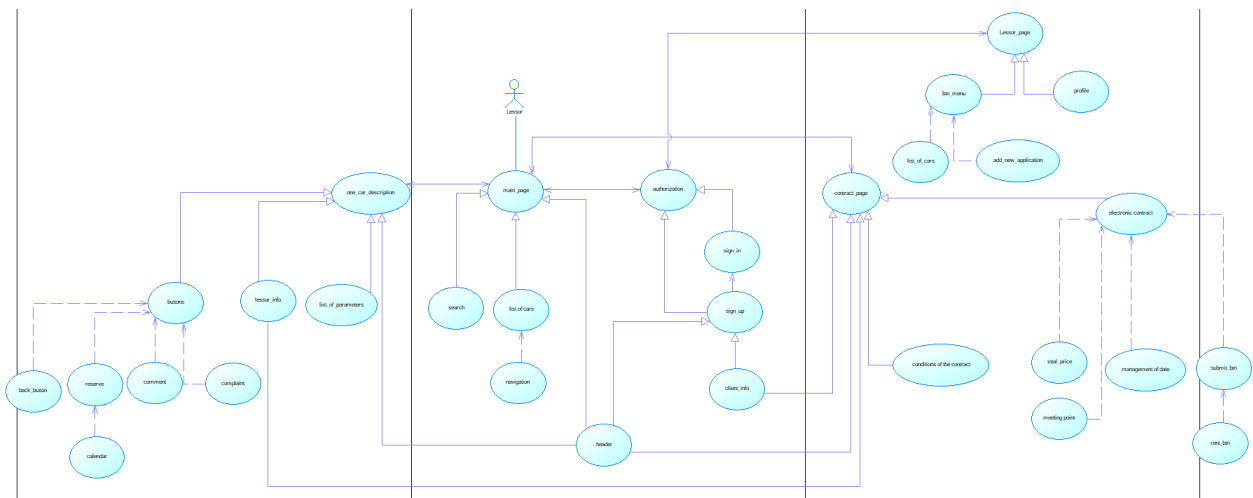 Lessor_page
btn_menu
profile
Lessor
list_of_cars
add_new_application
one_car_description
main_page
authorization
contract_page
electronic contract
sign_in
buttons
lessor_info
list_of_parameters
search
list of cars
sign_up
total_price
management of date
submit_btn
conditions of the contract
back_button
reserve
comment
complaint
navigation
client_info
meeting point
calendar
header
rent_btn